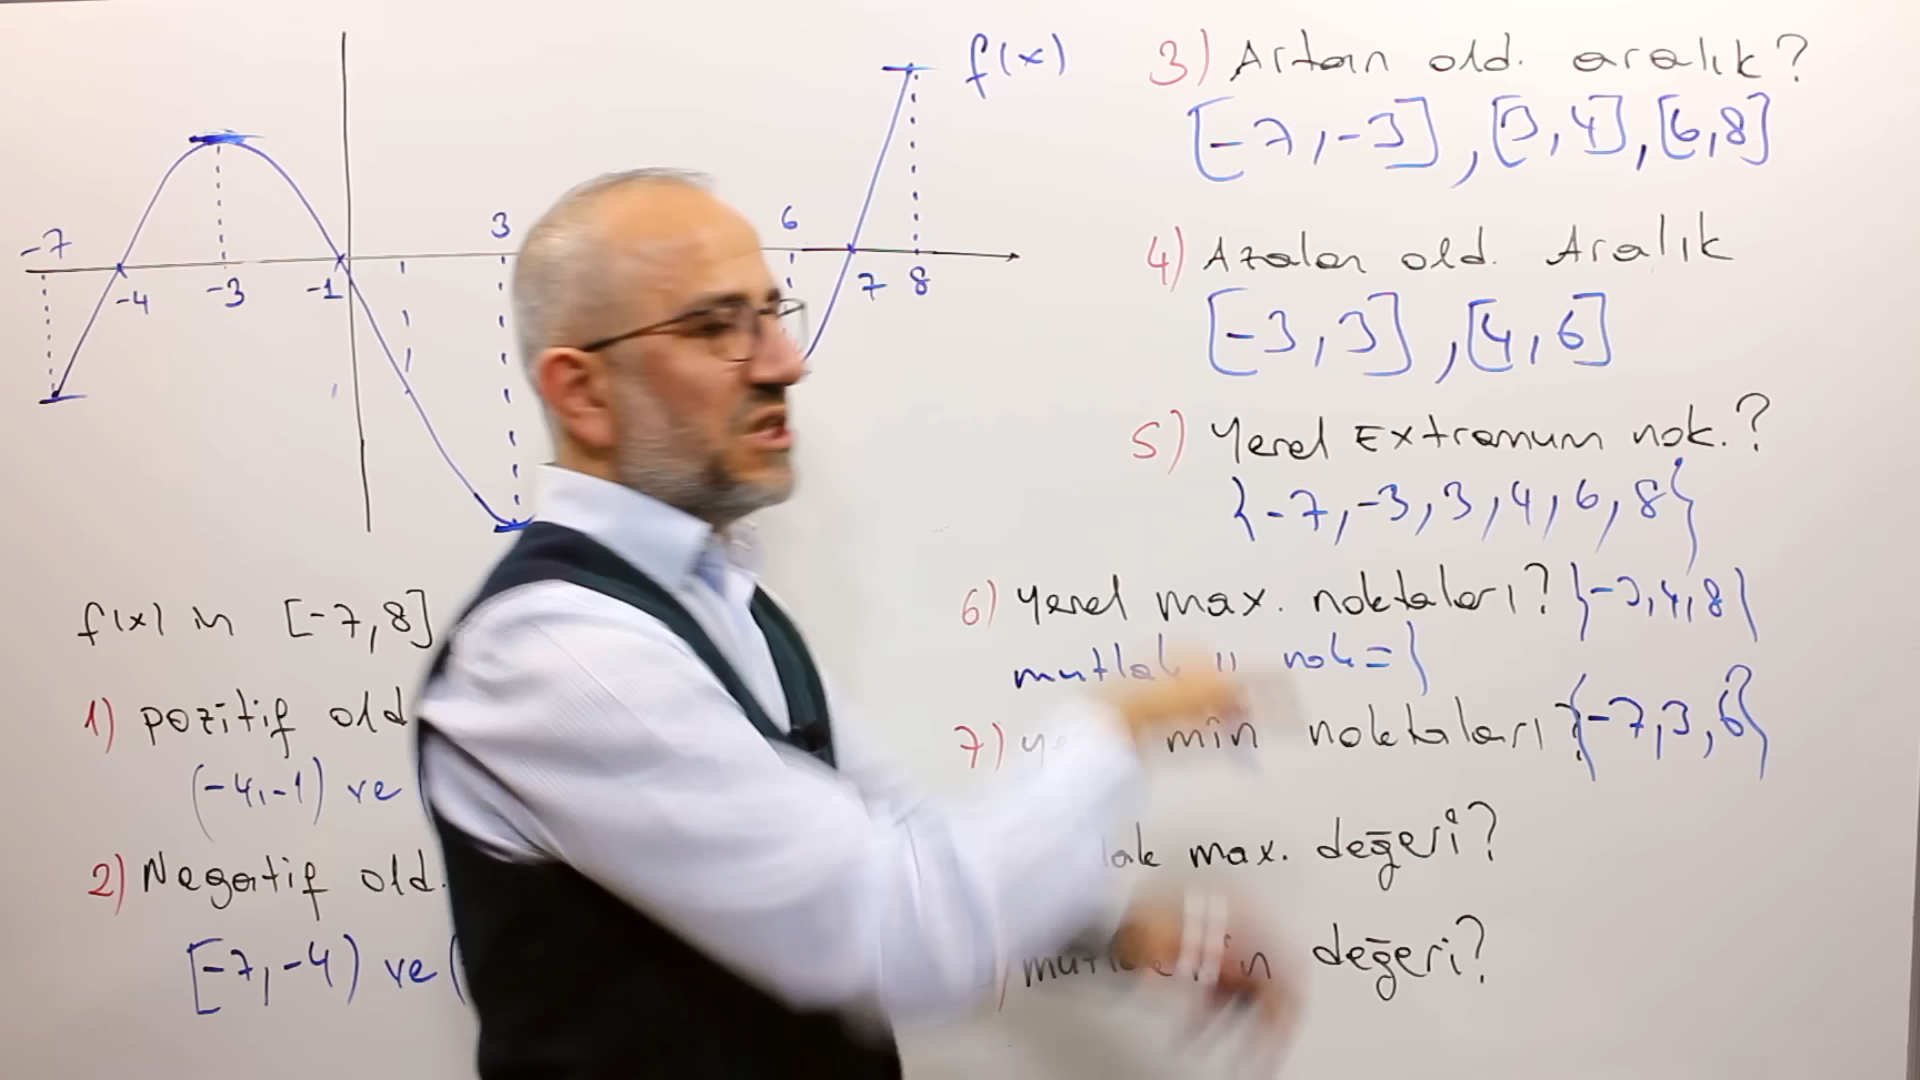 f(x)
-7
3
6
-4
-3
-1
7
8
f(x) in [-7,8]
1) pozitif old
(-4,-1) ve
2) Negatif old.
[-7,-4) ve (
3) Artan old. aralık?
[-7,-3], [3,4], [6,8]
4) Azalan old. Aralık
[-3,3], [4,6]
5) Yerel Extramum nok.?
{-7,-3,3,4,6,8}
6) Yerel max. noktaları? {-3,4,8}
mutlak " nok = {
7) min noktaları? {-7,3,6}
max. değeri?
değeri?